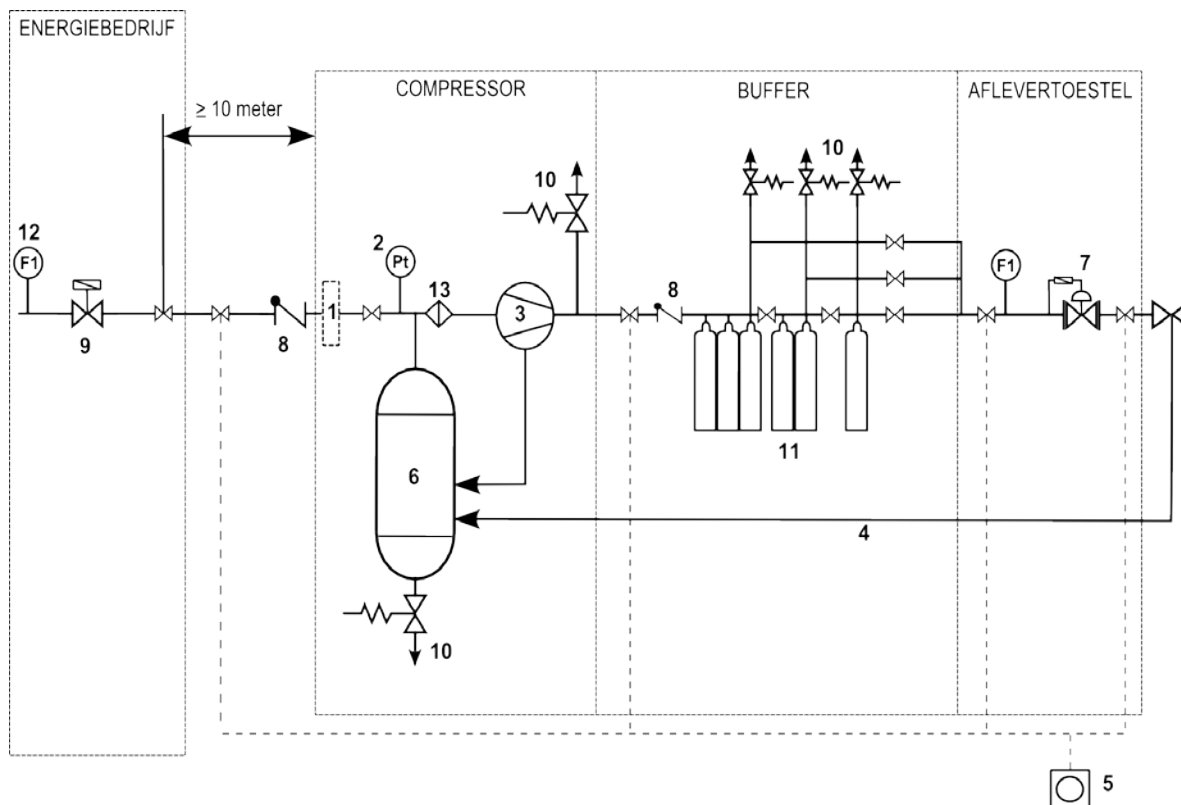 ENERGIEBEDRIJF
COMPRESSOR
BUFFER
AFLEVERTOESTEL
≥ 10 meter
10
10
12
F1
2
Pt
13
3
8
F1
7
9
8
1
6
11
4
10
5